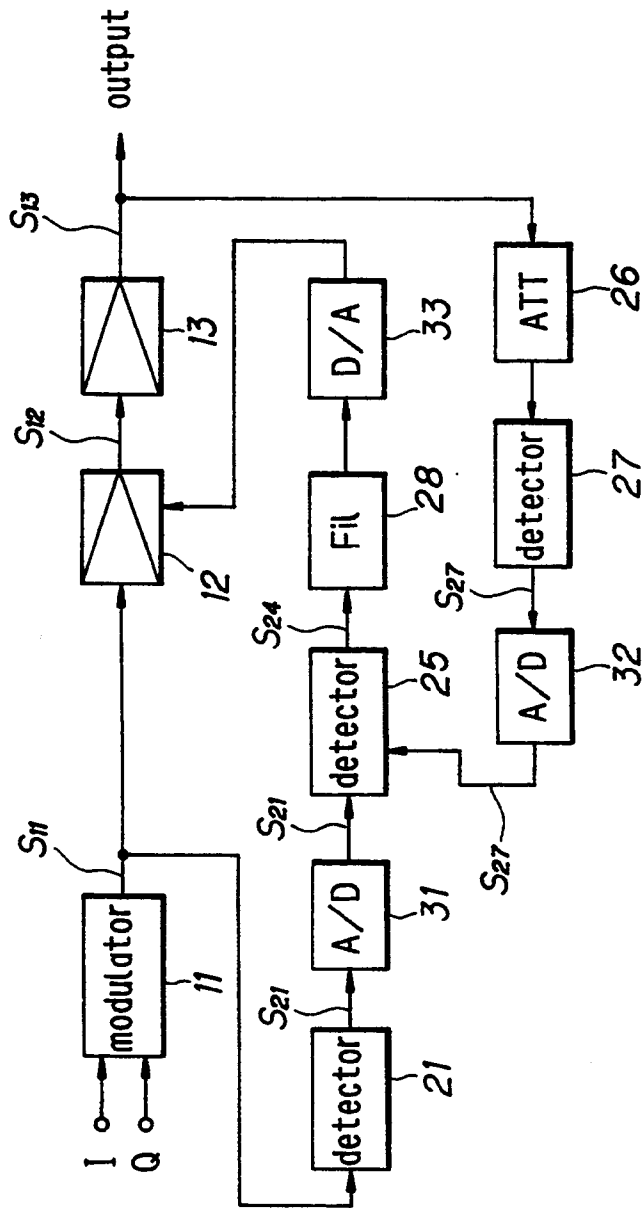 I
Q
modulator
11
S11
12
S12
13
S13
output
detector
21
S21
A/D
31
S21
detector
25
S24
Fil
28
D/A
33
S27
A/D
32
S27
detector
27
ATT
26